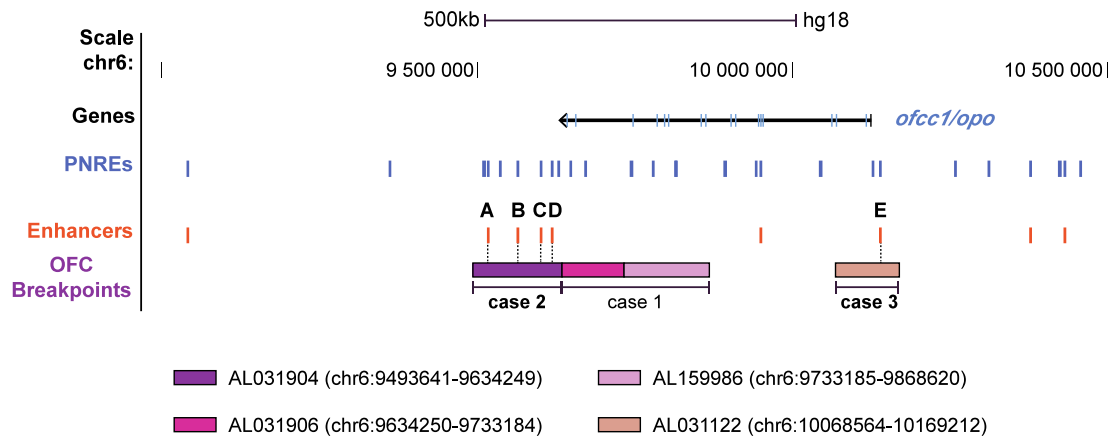 500kb hg18
Scale
chr6: 9 500 000 10 000 000 10 500 000
Genes ofcc1/opo
PNREs
A B C D E
Enhancers
OFC
Breakpoints
case 2 case 1 case 3
AL031904 (chr6:9493641-9634249) AL159986 (chr6:9733185-9868620)
AL031906 (chr6:9634250-9733184) AL031122 (chr6:10068564-10169212)